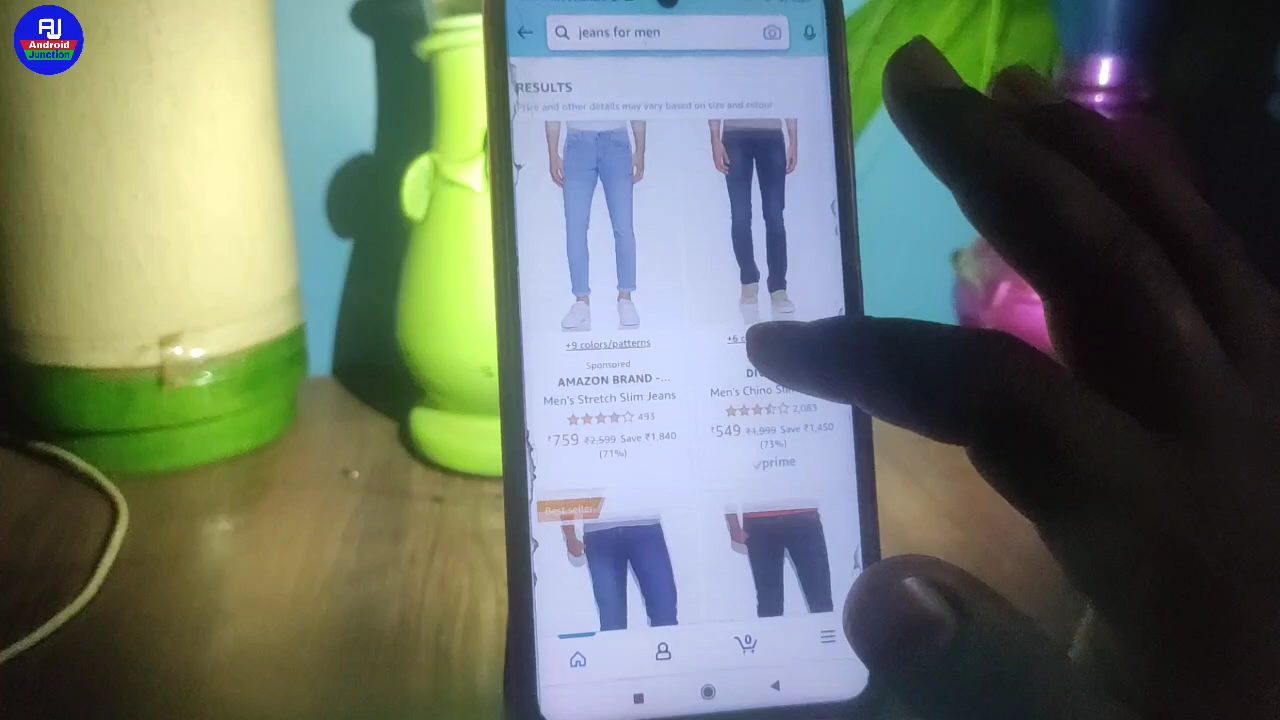 AJ
Android
Junction
jeans for men
RESULTS
Price and other details may vary based on size and colour
+9 colors/patterns
Sponsored
AMAZON BRAND -...
Men's Stretch Slim Jeans
493
₹759 ₹2,599 Save ₹1,840
(71%)
+6
Men's Chino
2,083
₹549 ₹1,999 Save ₹1,450
(73%)
prime
Best seller
0